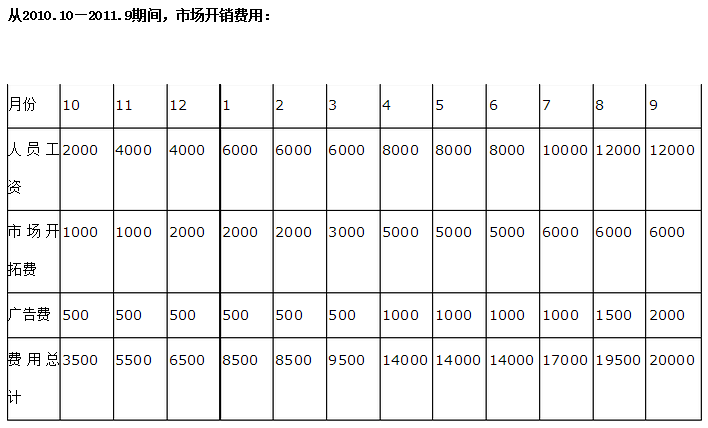 从2010.10－2011.9期间，市场开销费用：
月份 10 11 12 1 2 3 4 5 6 7 8 9
人员工资 2000 4000 4000 6000 6000 6000 8000 8000 8000 10000 12000 12000
市场开拓费 1000 1000 2000 2000 2000 3000 5000 5000 5000 6000 6000 6000
广告费 500 500 500 500 500 500 1000 1000 1000 1000 1500 2000
费用总计 3500 5500 6500 8500 8500 9500 14000 14000 14000 17000 19500 20000